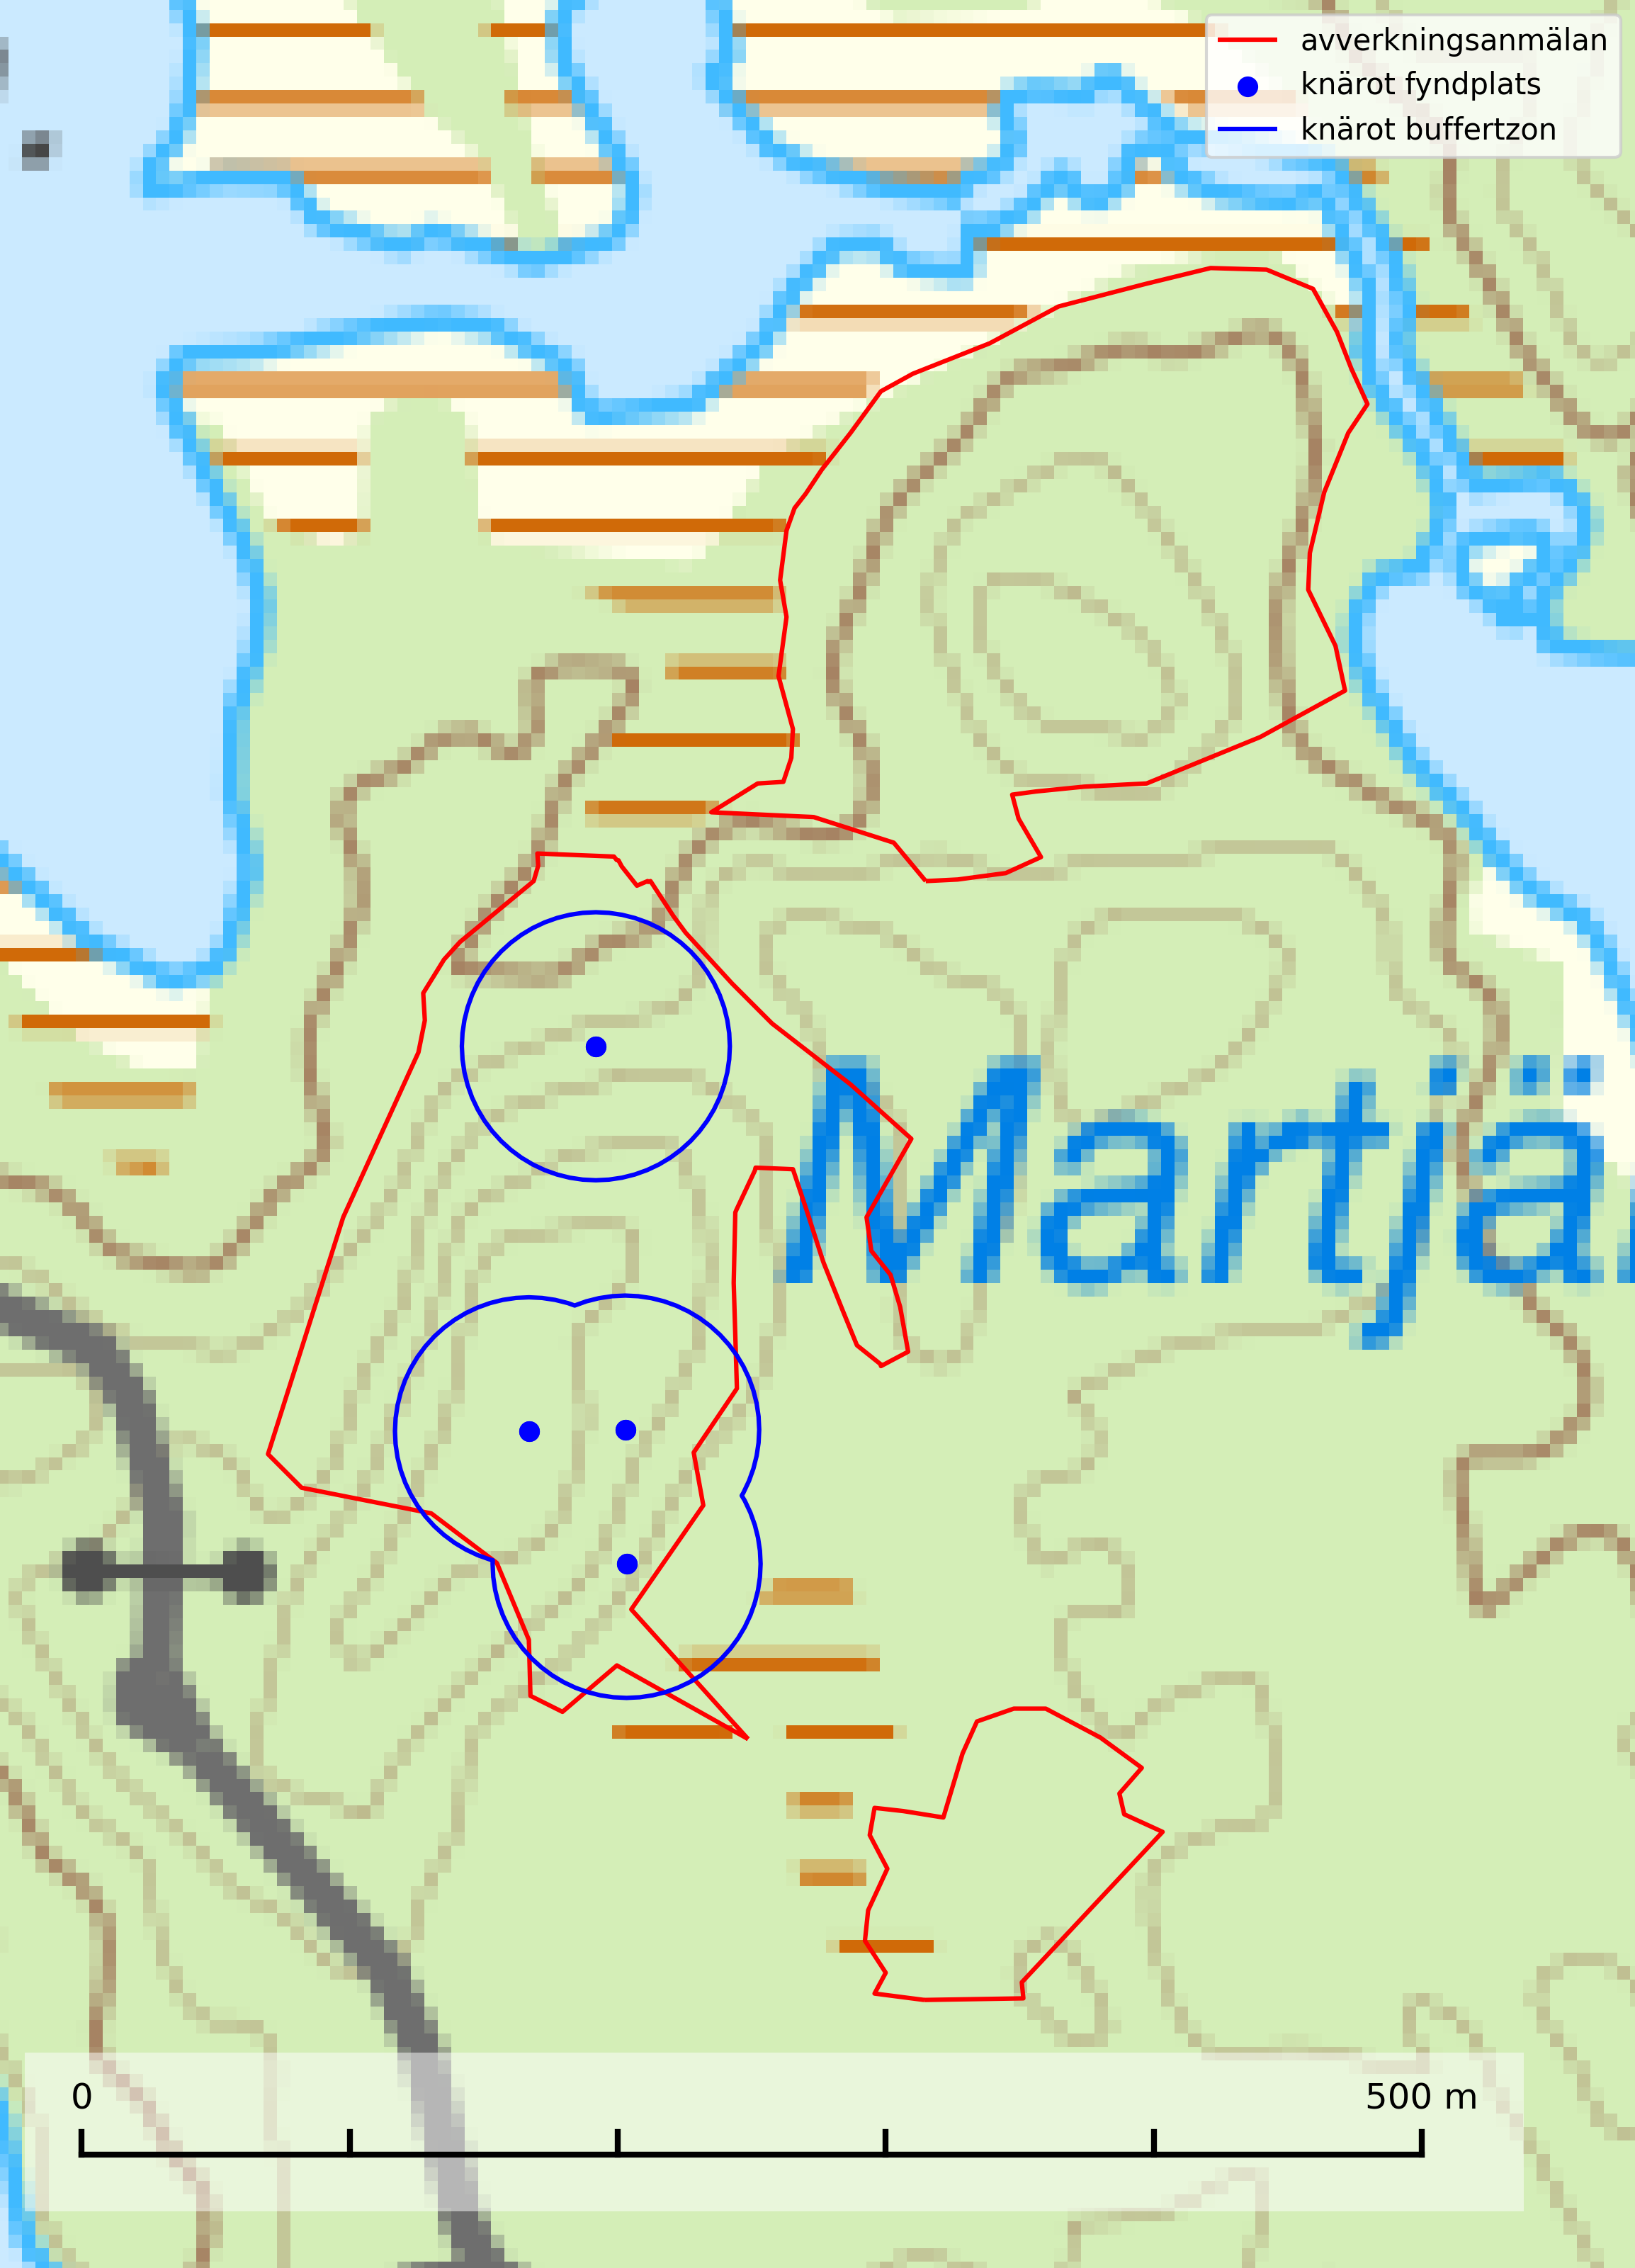 avverkningsanmälan
knärot fyndplats
knärot buffertzon
Martjä
0 500 m